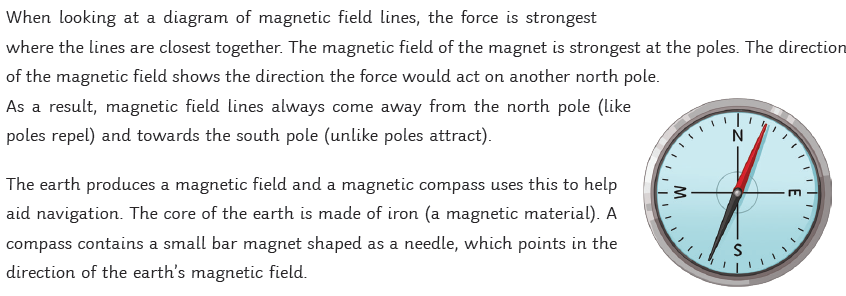 When looking at a diagram of magnetic field lines, the force is strongest
where the lines are closest together. The magnetic field of the magnet is strongest at the poles. The direction
of the magnetic field shows the direction the force would act on another north pole.
As a result, magnetic field lines always come away from the north pole (like
poles repel) and towards the south pole (unlike poles attract).
The earth produces a magnetic field and a magnetic compass uses this to help
aid navigation. The core of the earth is made of iron (a magnetic material). A
compass contains a small bar magnet shaped as a needle, which points in the
direction of the earth's magnetic field.
N
W
E
S